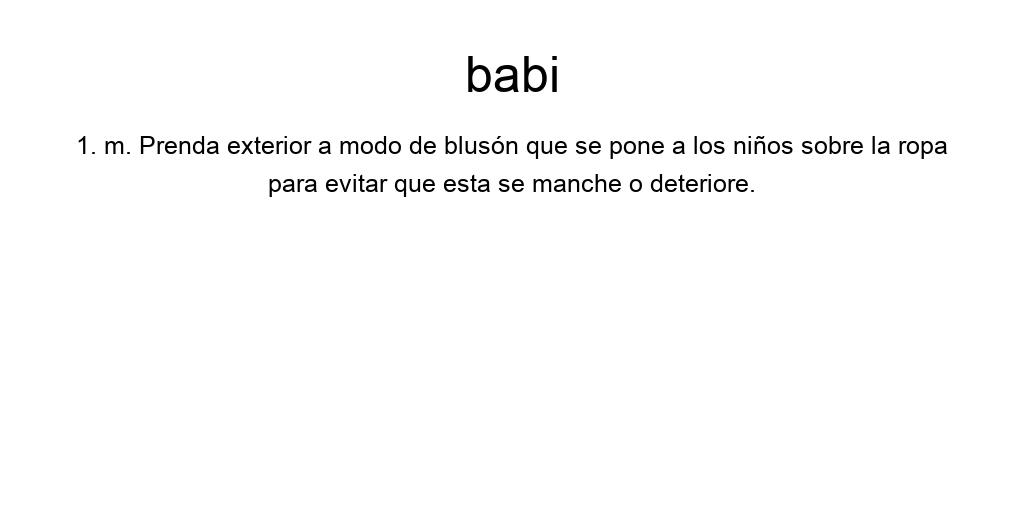 babi
1. m. Prenda exterior a modo de blusón que se pone a los niños sobre la ropa
para evitar que esta se manche o deteriore.